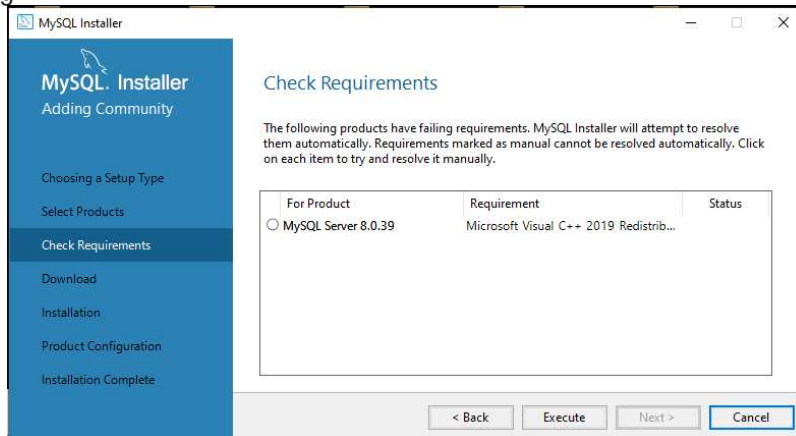 MySQL Installer
MySQL. Installer
Adding Community
Choosing a Setup Type
Select Products
Check Requirements
Download
Installation
Product Configuration
Installation Complete
Check Requirements
The following products have failing requirements. MySQL Installer will attempt to resolve
them automatically. Requirements marked as manual cannot be resolved automatically. Click
on each item to try and resolve it manually.
For Product Requirement Status
MySQL Server 8.0.39 Microsoft Visual C++ 2019 Redistrib...
< Back Execute Next > Cancel